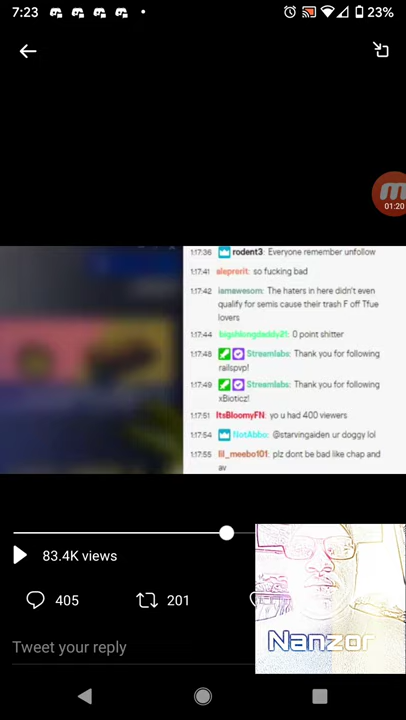 7:23
23%
01:20
1:17:36 rodent3: Everyone remember unfollow
1:17:41 aleprerit: so fucking bad
1:17:42 iamawesom: The haters in here didn't even
qualify for semis cause their trash F off Tfue
lovers
1:17:44 0 point shitter
1:17:48 Streamlabs: Thank you for following
railspvp!
1:17:49 Streamlabs: Thank you for following
xBioticz!
1:17:51 ItsBloomyFN: yo u had 400 viewers
1:17:54 NotAbbo: @starvingaiden ur doggy lol
1:17:55 lil_meebo101: plz dont be bad like chap and
av
83.4K views
405
201
Tweet your reply
Nanzor